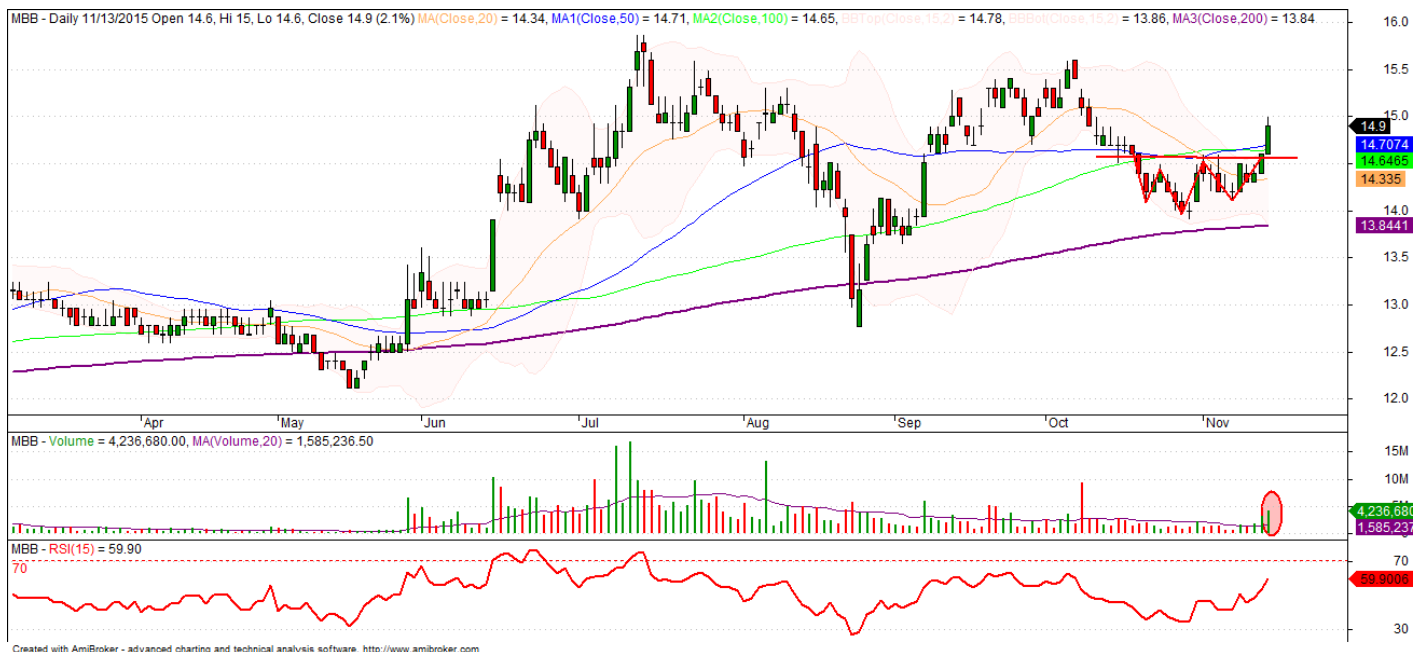 MBB - Daily 11/13/2015 Open 14.6, Hi 15, Lo 14.6, Close 14.9 (2.1%) MA(Close,20) = 14.34, MA1(Close,50) = 14.71, MA2(Close,100) = 14.65, BBTop(Close,15,2) = 14.78, BBBot(Close,15,2) = 13.86, MA3(Close,200) = 13.84
16.0
15.5
15.0
14.9
14.7074
14.6465
14.335
14.0
13.8441
13.5
13.0
12.5
12.0
Apr May Jun Jul Aug Sep Oct Nov
MBB - Volume = 4,236,680.00, MA(Volume,20) = 1,585,236.50
15M
10M
4,236,680
1,585,237
MBB - RSI(15) = 59.90
70
70
59.9006
30
Created with AmiBroker - advanced charting and technical analysis software. http://www.amibroker.com